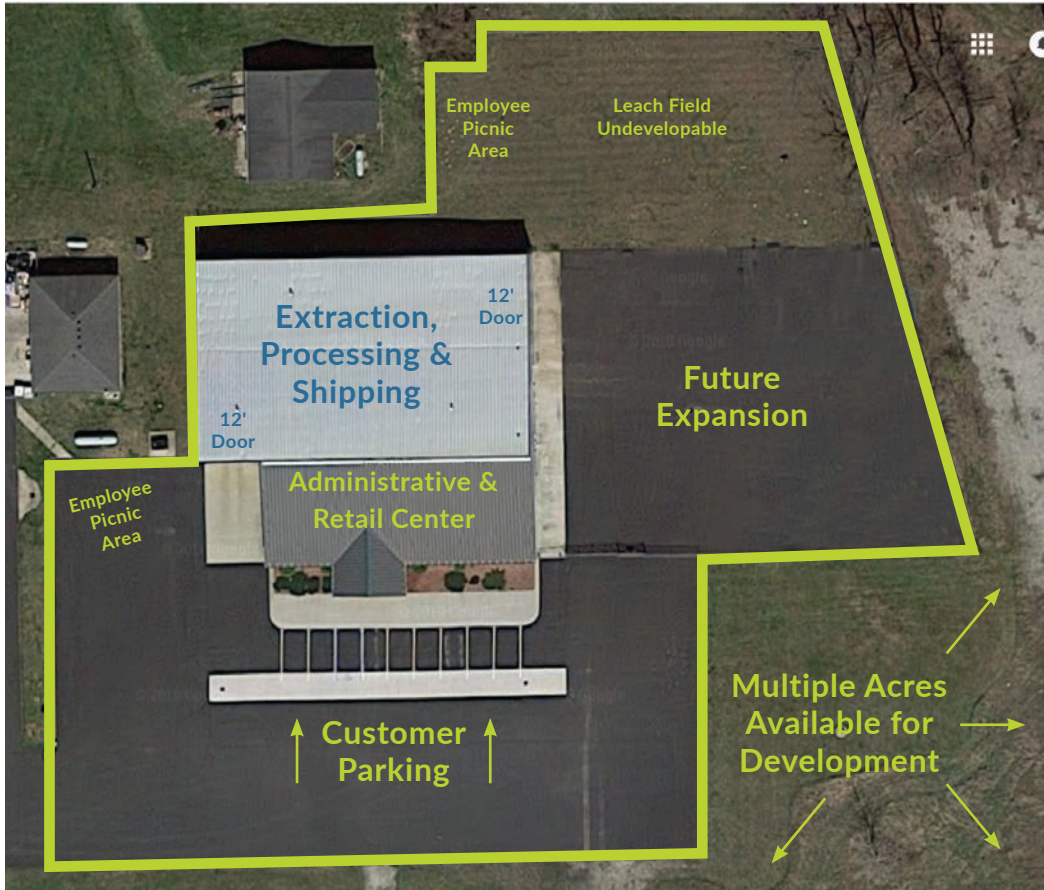 Employee
Picnic
Area
Leach Field
Undevelopable
Extraction,
Processing &
Shipping
12'
Door
12'
Door
Future
Expansion
Administrative &
Retail Center
Employee
Picnic
Area
Multiple Acres
Available for
Development
Customer
Parking